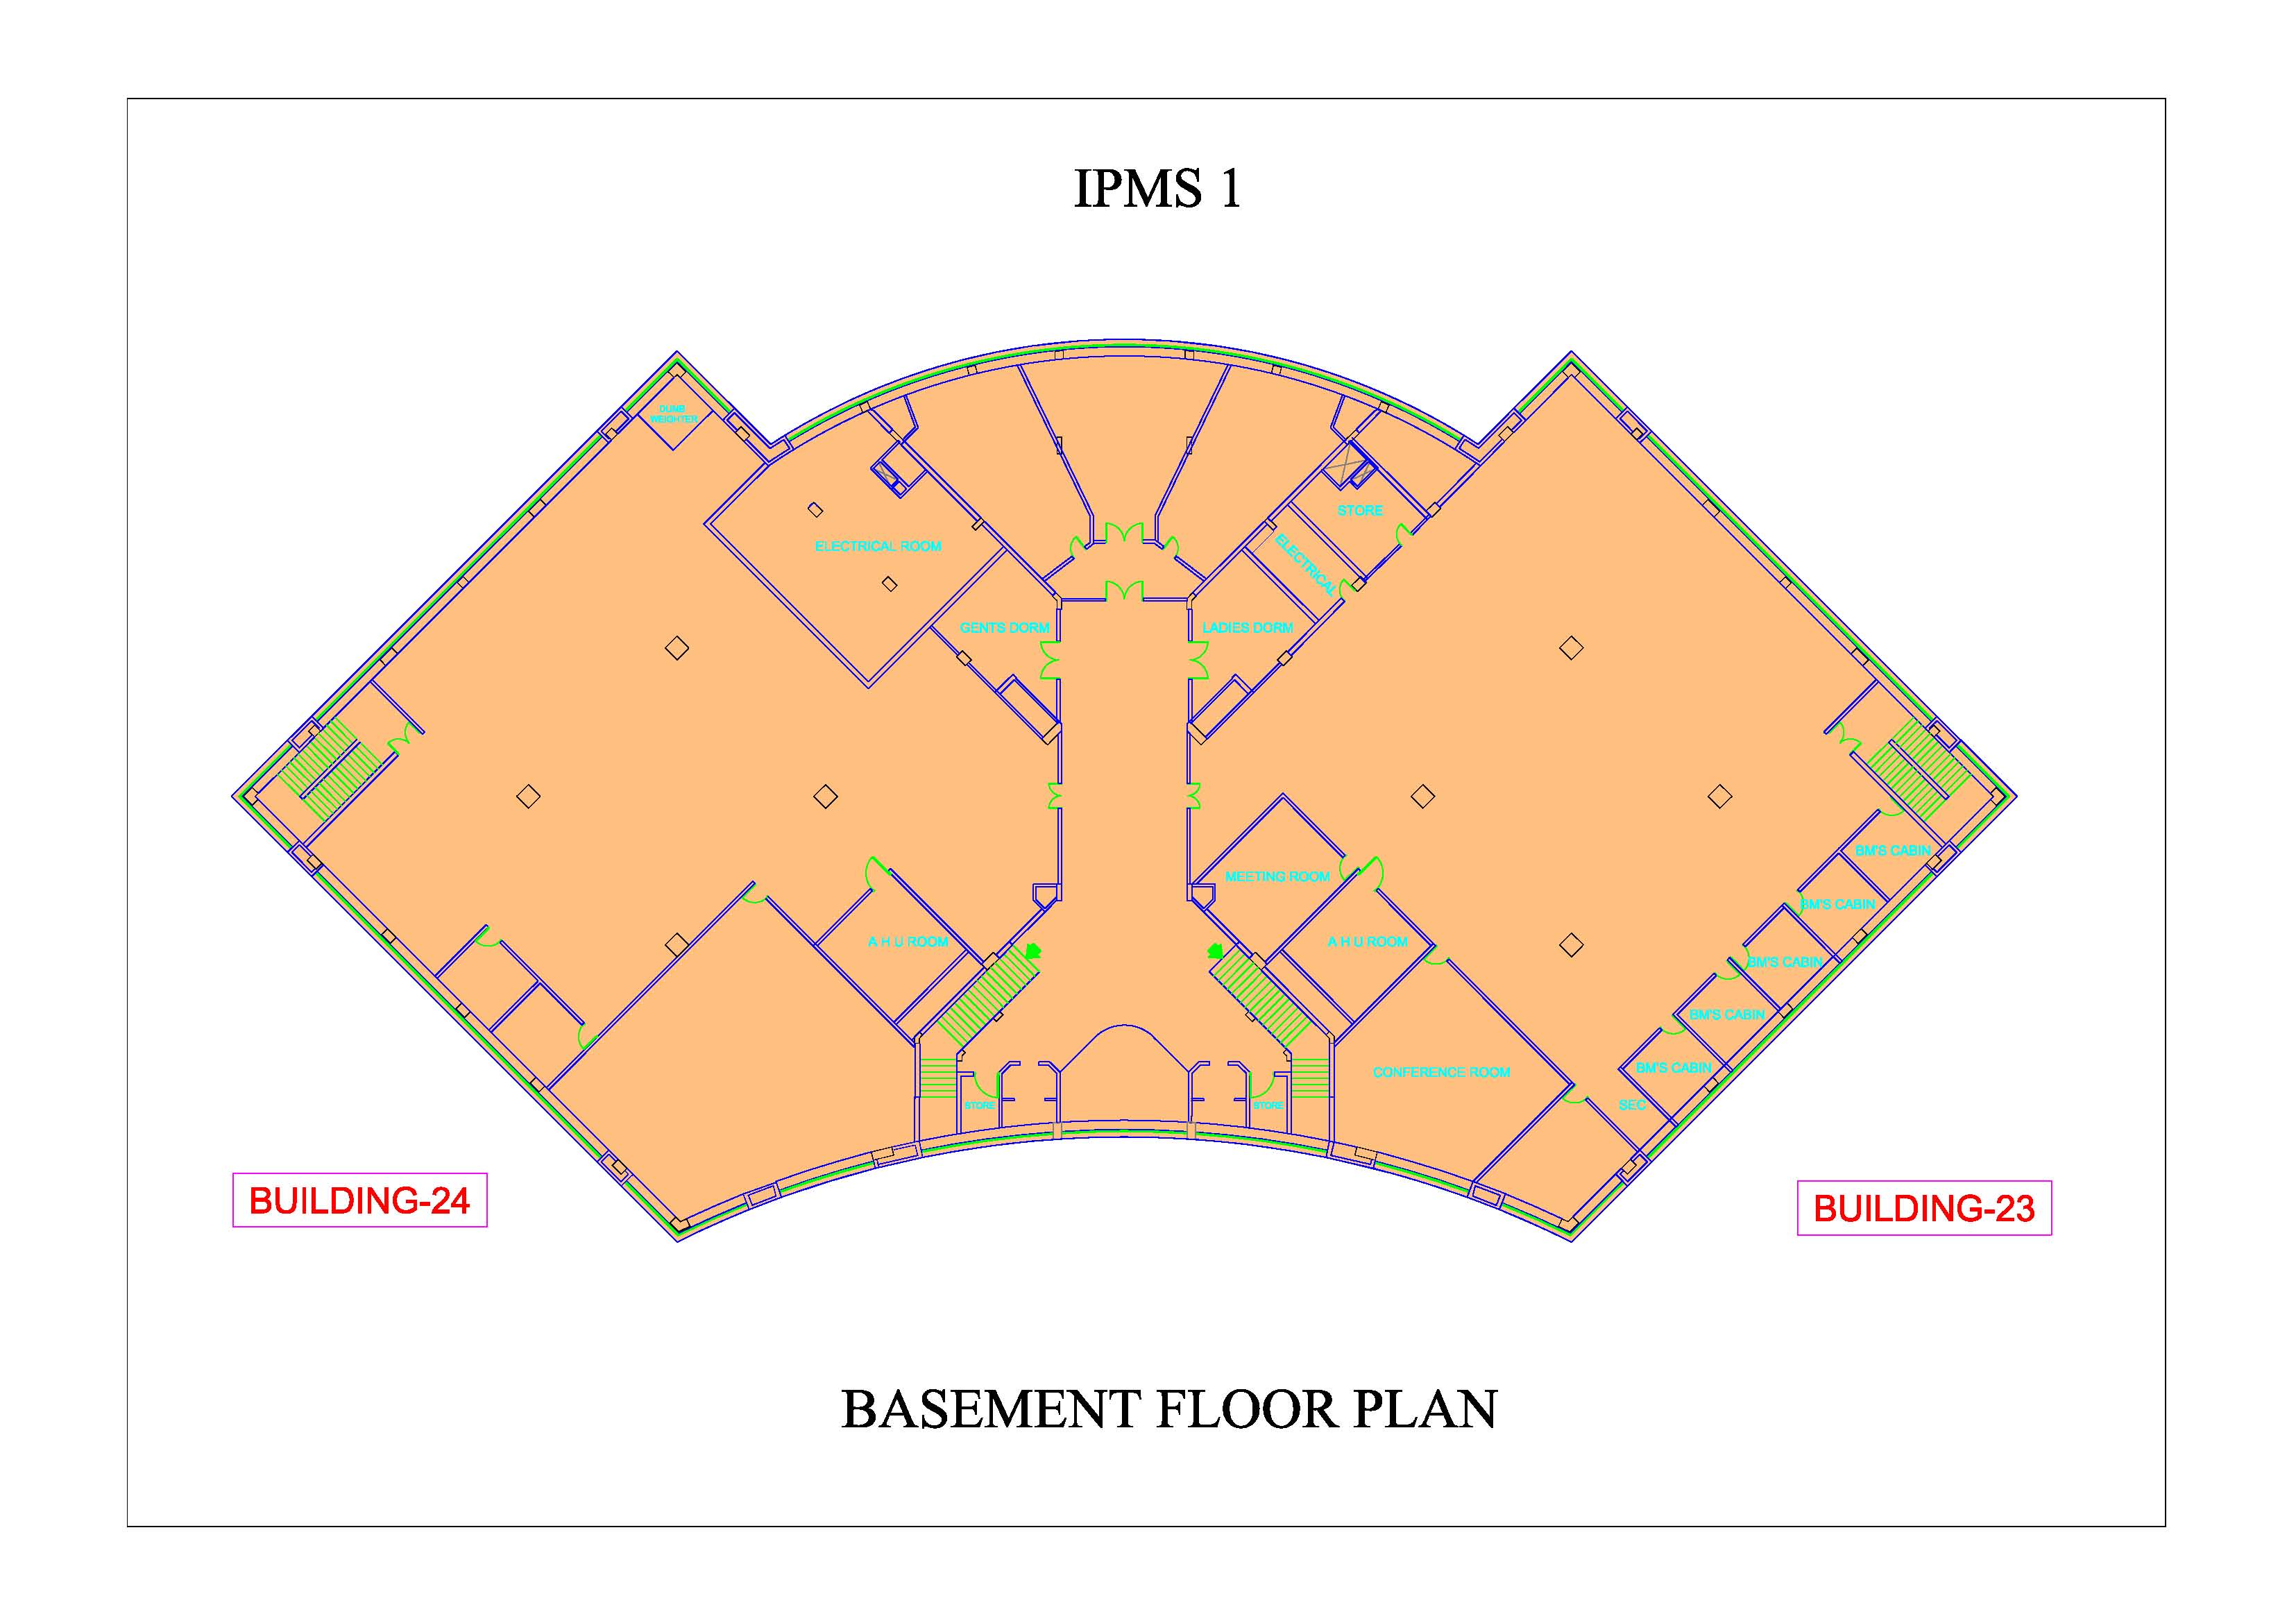 IPMS 1
DUMB
WEIGHTER
STORE
ELECTRICAL ROOM
ELECTRICAL
GENTS DORM
LADIES DORM
BM'S CABIN
MEETING ROOM
BM'S CABIN
A H U ROOM
A H U ROOM
BM'S CABIN
BM'S CABIN
CONFERENCE ROOM
BM'S CABIN
STORE
STORE
SEC
BUILDING-24
BUILDING-23
BASEMENT FLOOR PLAN